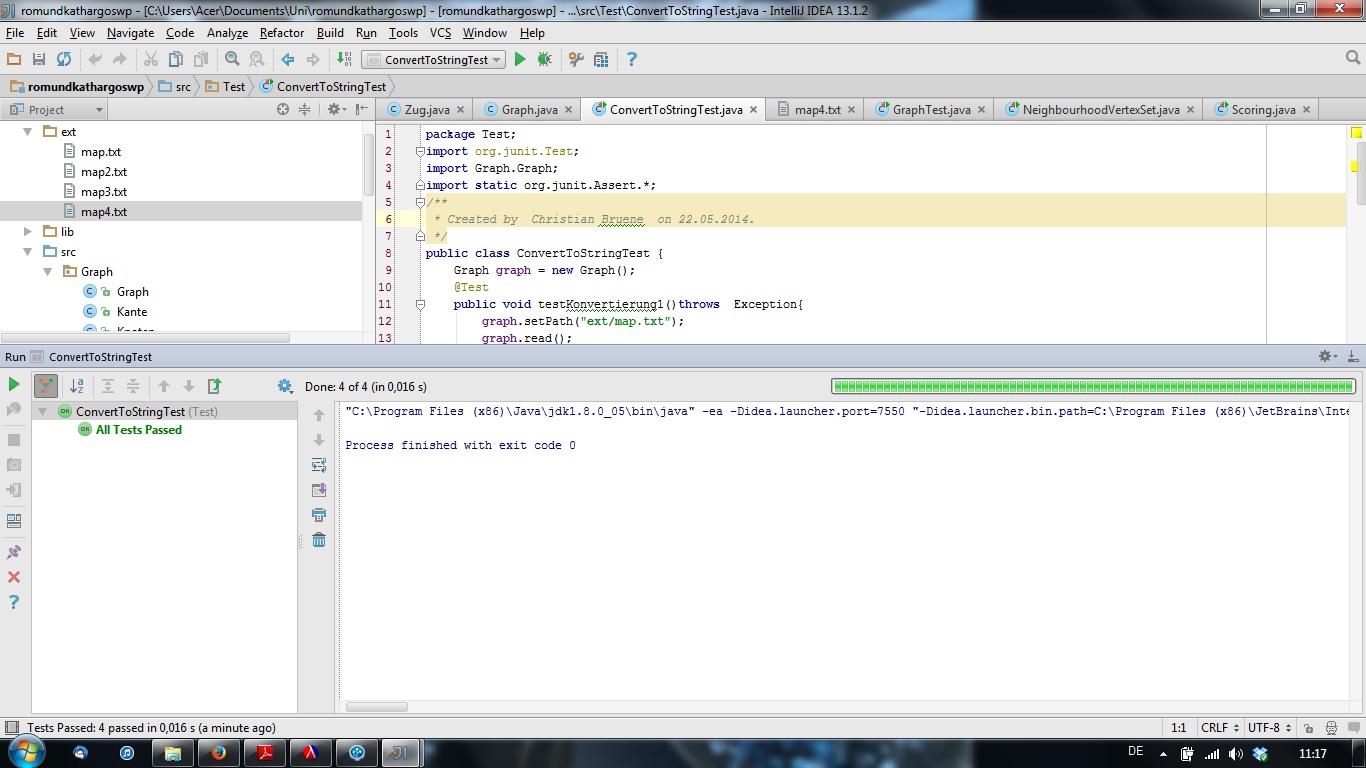 romundkathargoswp - [C:\Users\Acer\Documents\Uni\romundkathargoswp] - [romundkathargoswp] - ...\src\Test\ConvertToStringTest.java - IntelliJ IDEA 13.1.2
File Edit View Navigate Code Analyze Refactor Build Run Tools VCS Window Help
ConvertToStringTest
romundkathargoswp src Test ConvertToStringTest
Project
Zug.java Graph.java ConvertToStringTest.java map4.txt GraphTest.java NeighbourhoodVertexSet.java Scoring.java
ext
map.txt
map2.txt
map3.txt
map4.txt
lib
src
Graph
Graph
Kante
1 package Test;
2 import org.junit.Test;
3 import Graph.Graph;
4 import static org.junit.Assert.*;
5 /**
6 * Created by Christian Bruene on 22.05.2014.
7 */
8 public class ConvertToStringTest {
9 Graph graph = new Graph();
10 @Test
11 public void testKonvertierung1()throws Exception{
12 graph.setPath("ext/map.txt");
13 graph.read();
Run ConvertToStringTest
Done: 4 of 4 (in 0,016 s)
ConvertToStringTest (Test)
All Tests Passed
"C:\Program Files (x86)\Java\jdk1.8.0_05\bin\java" -ea -Didea.launcher.port=7550 "-Didea.launcher.bin.path=C:\Program Files (x86)\JetBrains\Inte
Process finished with exit code 0
Tests Passed: 4 passed in 0,016 s (a minute ago)
1:1 CRLF UTF-8
DE 11:17